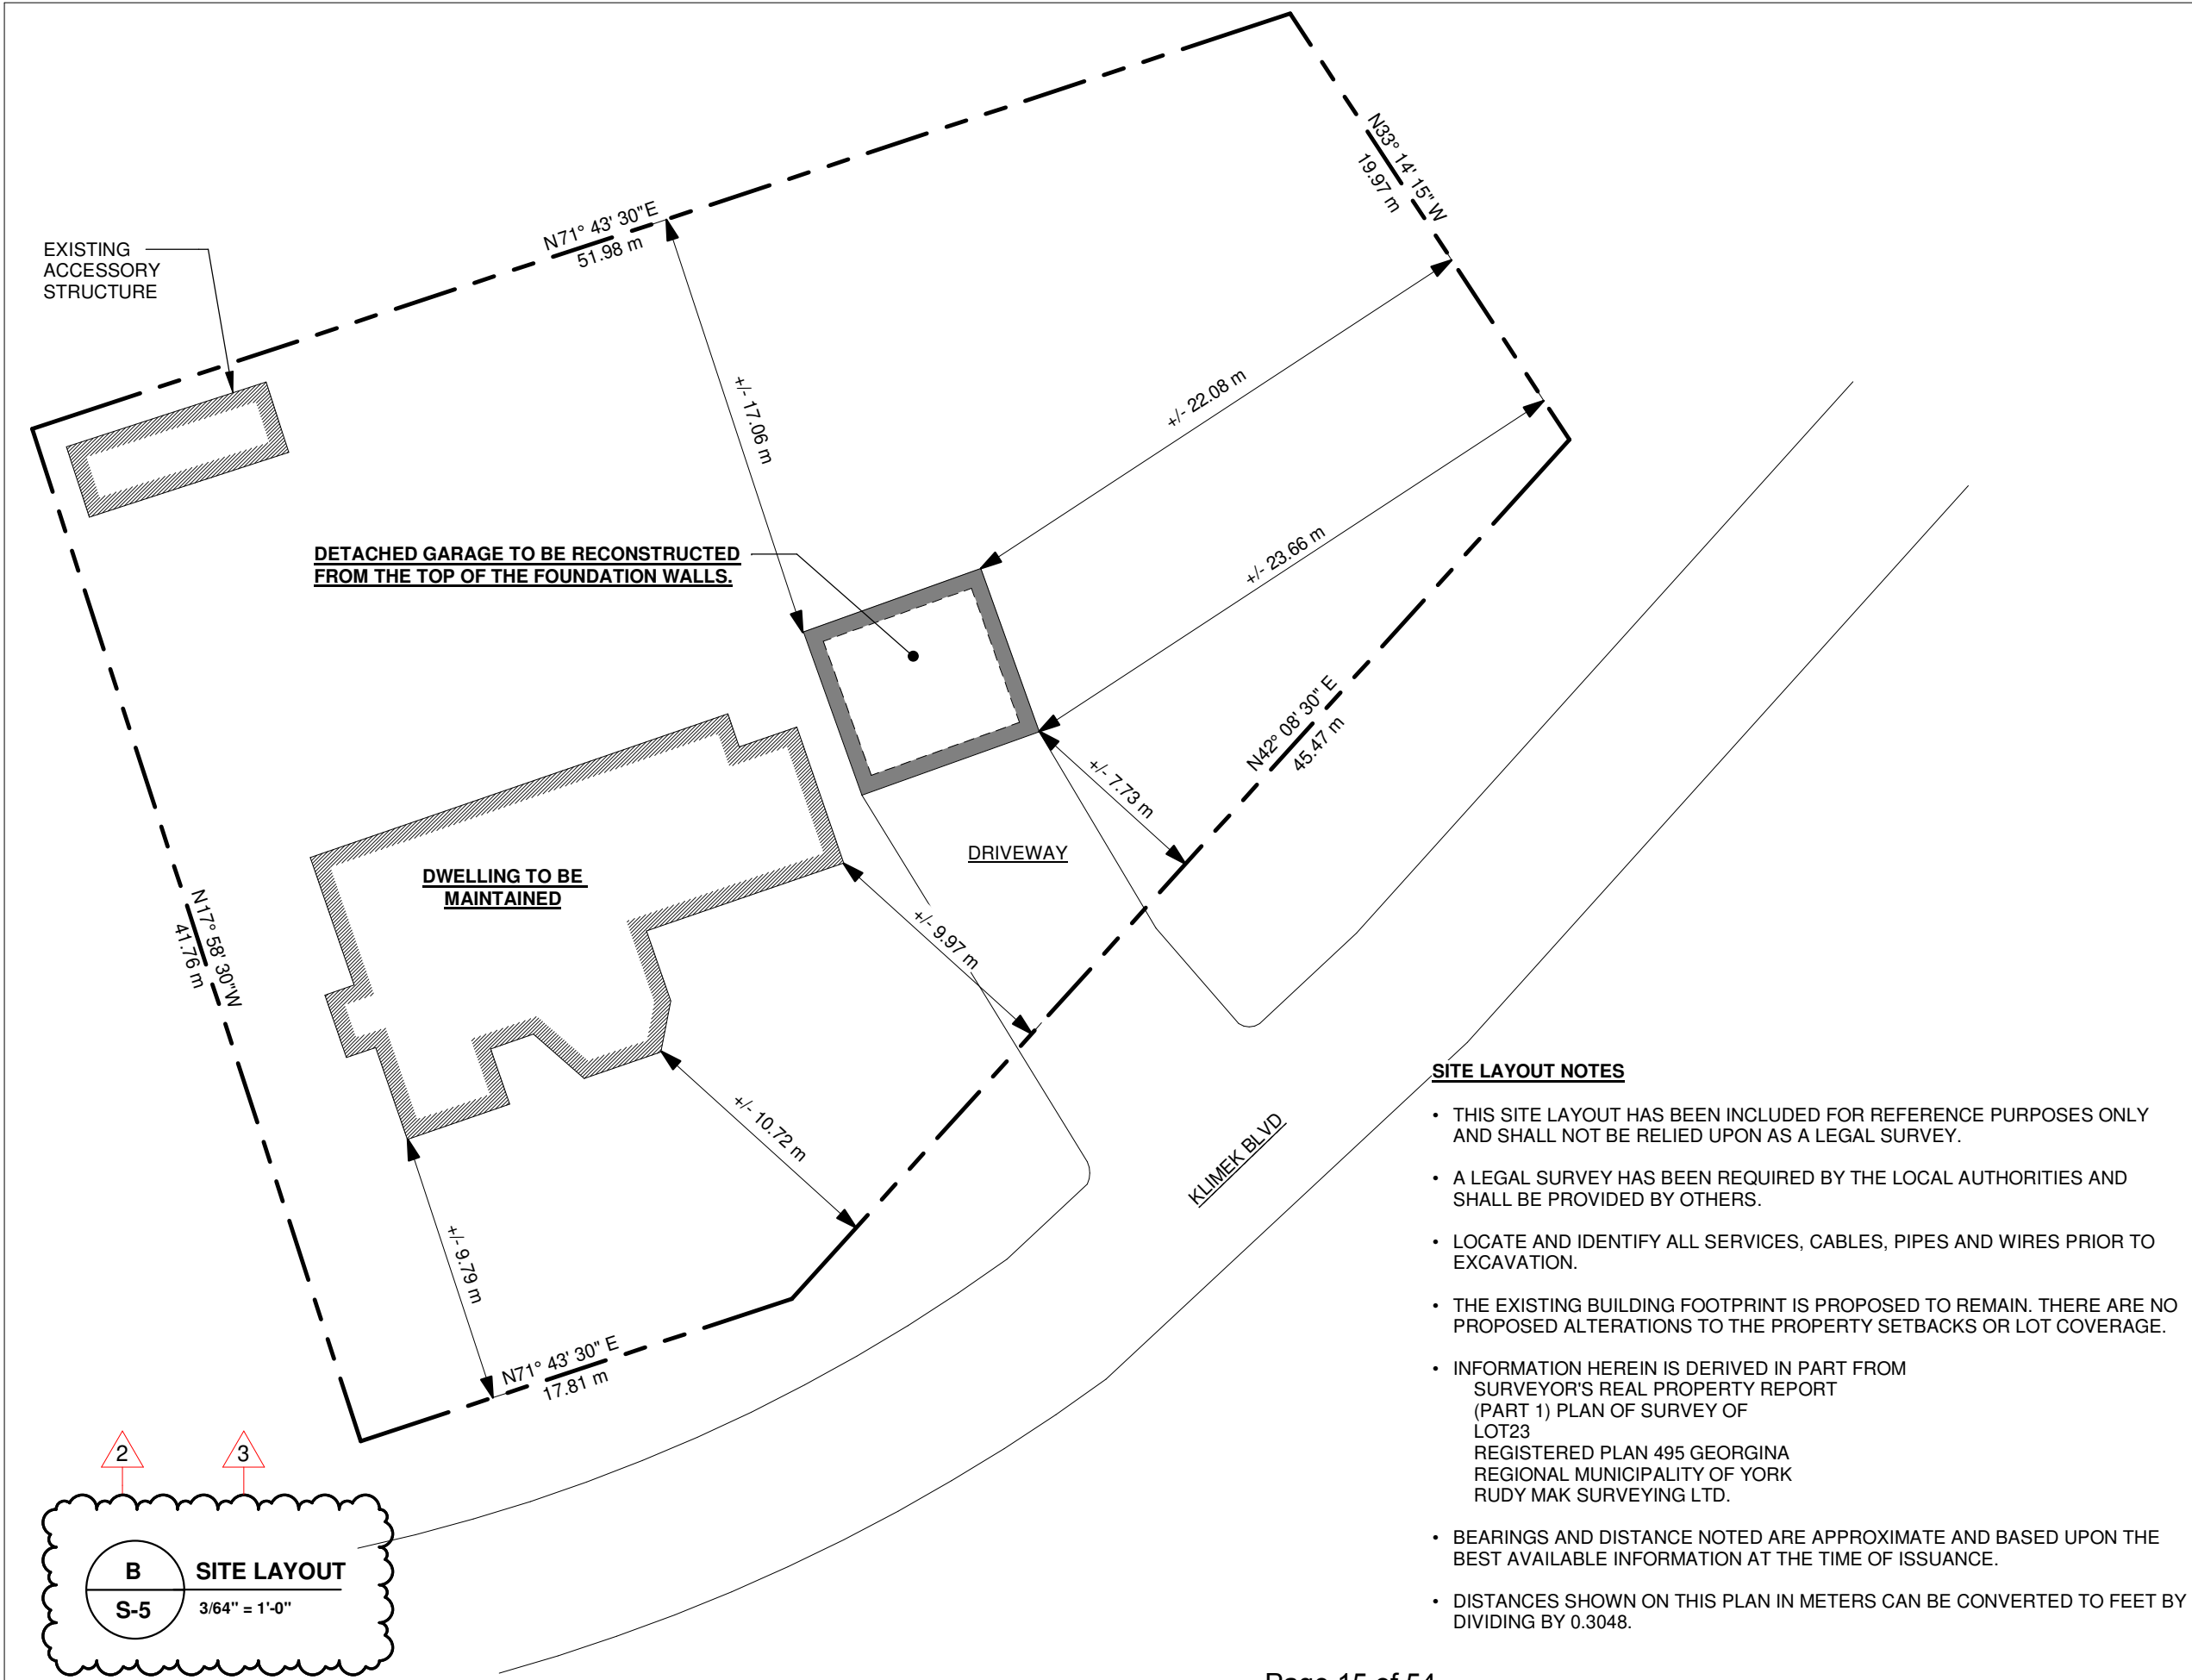 N33° 14' 15" W
19.97 m
N71° 43' 30"E
51.98 m
EXISTING
ACCESSORY
STRUCTURE
+/- 17.06 m
+/- 22.08 m
+/- 23.66 m
DETACHED GARAGE TO BE RECONSTRUCTED
FROM THE TOP OF THE FOUNDATION WALLS.
N42° 08' 30" E
45.47 m
+/- 7.73 m
DRIVEWAY
DWELLING TO BE
MAINTAINED
+/- 9.97 m
N17° 58' 30"W
41.76 m
+/- 10.72 m
+/- 9.79 m
KLIMEK BLVD
N71° 43' 30" E
17.81 m
SITE LAYOUT NOTES
• THIS SITE LAYOUT HAS BEEN INCLUDED FOR REFERENCE PURPOSES ONLY
AND SHALL NOT BE RELIED UPON AS A LEGAL SURVEY.
• A LEGAL SURVEY HAS BEEN REQUIRED BY THE LOCAL AUTHORITIES AND
SHALL BE PROVIDED BY OTHERS.
• LOCATE AND IDENTIFY ALL SERVICES, CABLES, PIPES AND WIRES PRIOR TO
EXCAVATION.
• THE EXISTING BUILDING FOOTPRINT IS PROPOSED TO REMAIN. THERE ARE NO
PROPOSED ALTERATIONS TO THE PROPERTY SETBACKS OR LOT COVERAGE.
• INFORMATION HEREIN IS DERIVED IN PART FROM
SURVEYOR'S REAL PROPERTY REPORT
(PART 1) PLAN OF SURVEY OF
LOT23
REGISTERED PLAN 495 GEORGINA
REGIONAL MUNICIPALITY OF YORK
RUDY MAK SURVEYING LTD.
• BEARINGS AND DISTANCE NOTED ARE APPROXIMATE AND BASED UPON THE
BEST AVAILABLE INFORMATION AT THE TIME OF ISSUANCE.
• DISTANCES SHOWN ON THIS PLAN IN METERS CAN BE CONVERTED TO FEET BY
DIVIDING BY 0.3048.
2
3
B
SITE LAYOUT
S-5
3/64" = 1'-0"
Page 15 of 54